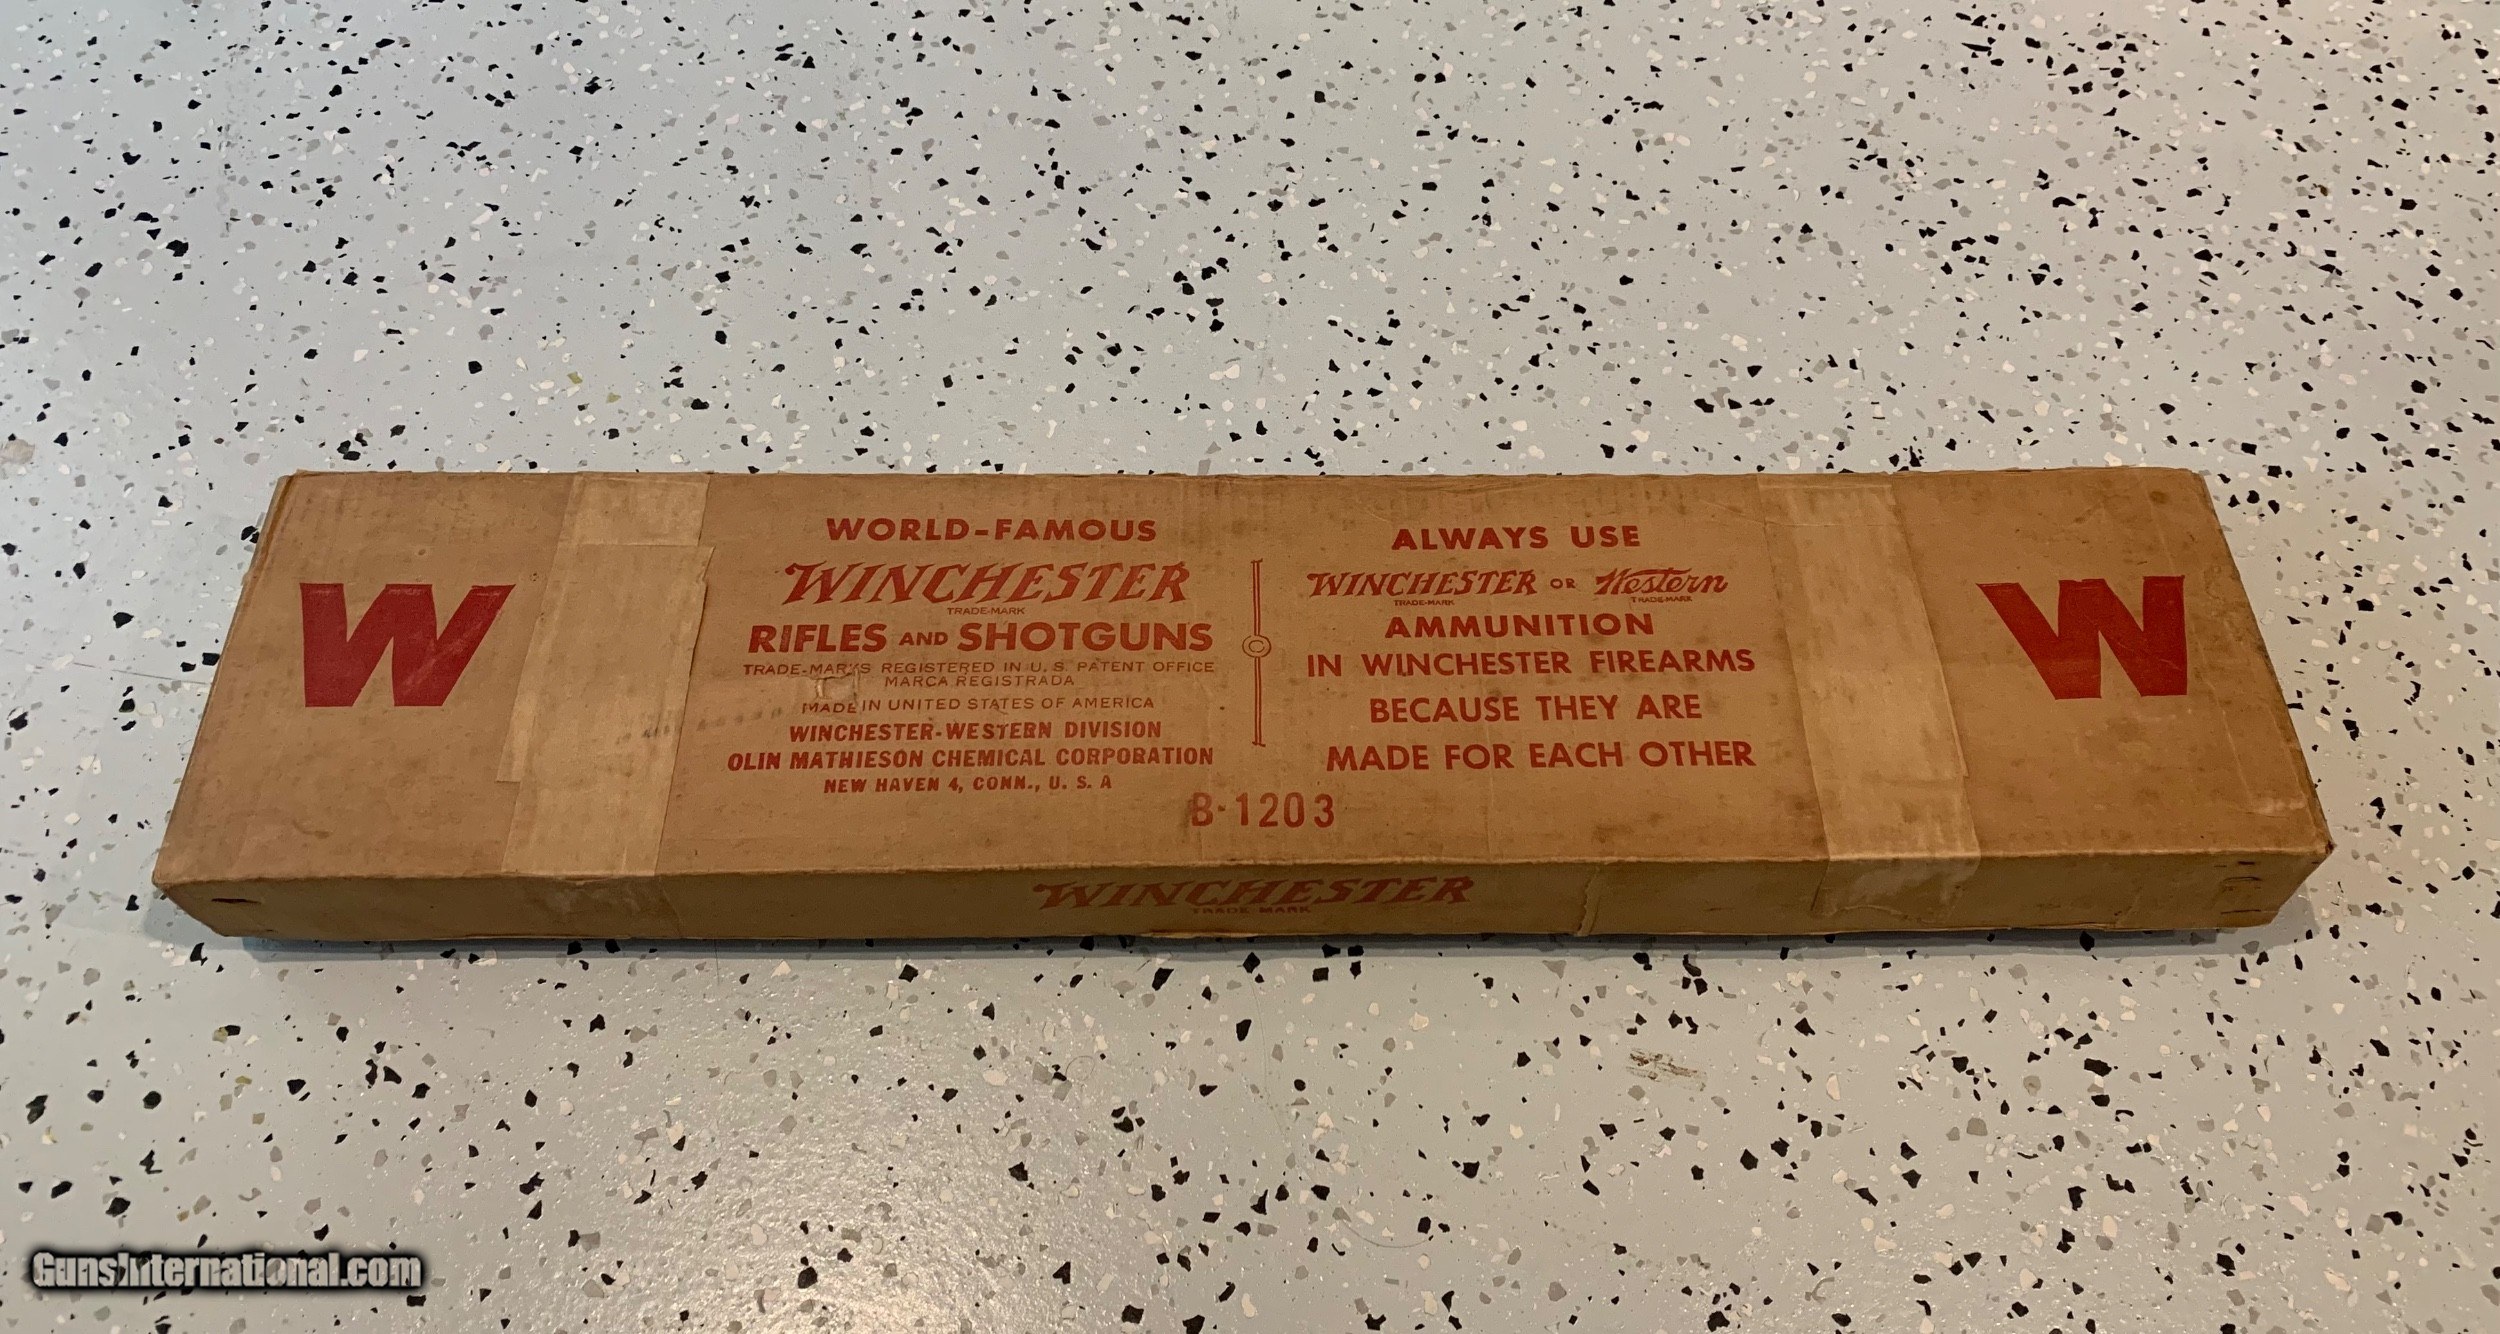 W
WORLD-FAMOUS
WINCHESTER
TRADE-MARK
RIFLES AND SHOTGUNS
TRADE-MARKS REGISTERED IN U. S. PATENT OFFICE
MARCA REGISTRADA
MADE IN UNITED STATES OF AMERICA
WINCHESTER-WESTERN DIVISION
OLIN MATHIESON CHEMICAL CORPORATION
NEW HAVEN 4, CONN., U. S. A
ALWAYS USE
WINCHESTER OR Western
TRADE-MARK TRADE-MARK
AMMUNITION
IN WINCHESTER FIREARMS
BECAUSE THEY ARE
MADE FOR EACH OTHER
W
B-1203
WINCHESTER
TRADE-MARK
GunsInternational.com